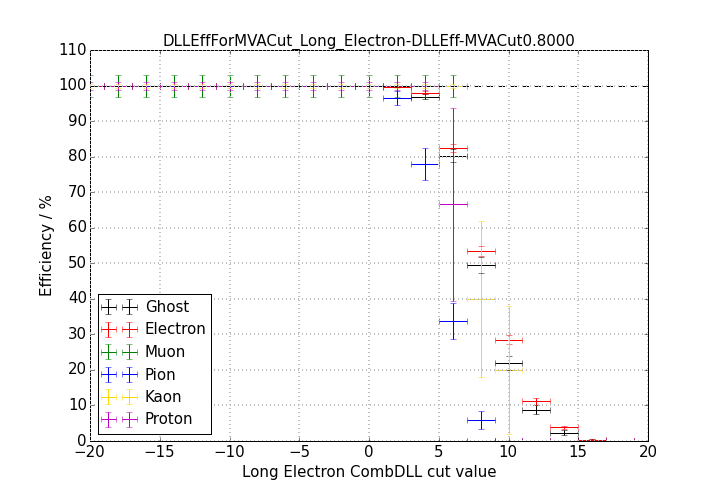 DLLEffForMVACut_Long_Electron-DLLEff-MVACut0.8000
110
100
90
80
70
60
50
40
30
20
10
0
Efficiency / %
Ghost
Electron
Muon
Pion
Kaon
Proton
−20 −15 −10 −5 0 5 10 15 20
Long Electron CombDLL cut value